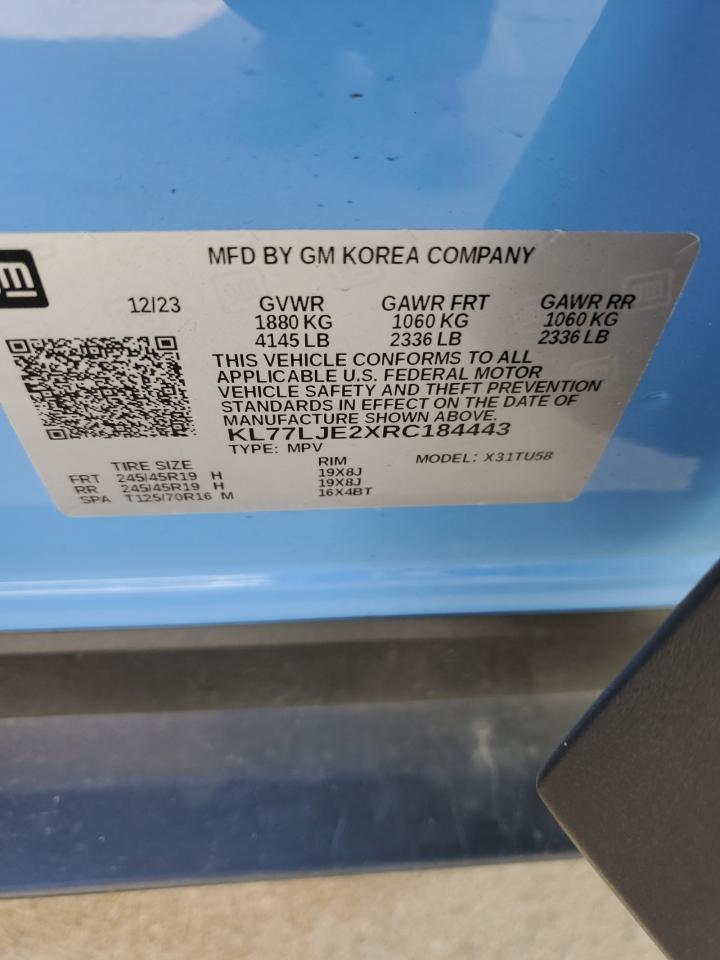 gm
MFD BY GM KOREA COMPANY
12/23 GVWR GAWR FRT GAWR RR
1880 KG 1060 KG 1060 KG
4145 LB 2336 LB 2336 LB
THIS VEHICLE CONFORMS TO ALL
APPLICABLE U.S. FEDERAL MOTOR
VEHICLE SAFETY AND THEFT PREVENTION
STANDARDS IN EFFECT ON THE DATE OF
MANUFACTURE SHOWN ABOVE.
KL77LJE2XRC184443
TYPE: MPV MODEL: X31TU58
TIRE SIZE RIM
FRT 245/45R19 H 19X8J
RR 245/45R19 H 19X8J
SPA T125/70R16 M 16X4BT